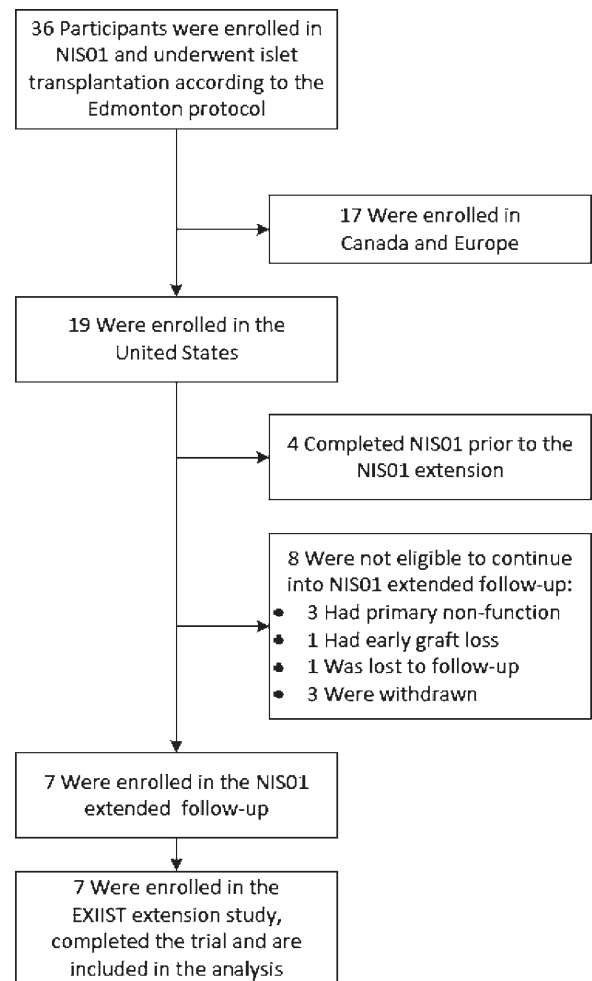 36 Participants were enrolled in
NIS01 and underwent islet
transplantation according to the
Edmonton protocol
17 Were enrolled in
Canada and Europe
19 Were enrolled in the
United States
4 Completed NIS01 prior to the
NIS01 extension
8 Were not eligible to continue
into NIS01 extended follow-up:
• 3 Had primary non-function
• 1 Had early graft loss
• 1 Was lost to follow-up
• 3 Were withdrawn
7 Were enrolled in the NIS01
extended follow-up
7 Were enrolled in the
EXIIST extension study,
completed the trial and are
included in the analysis